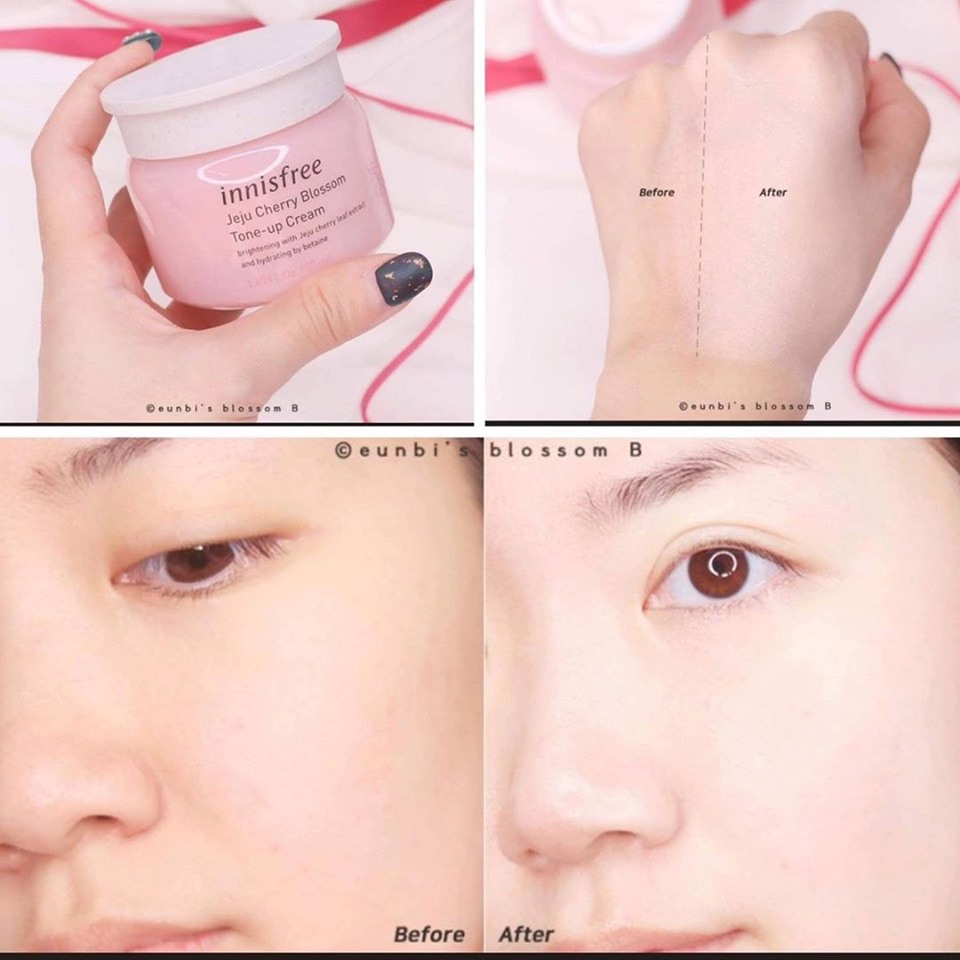 innisfree
Jeju Cherry Blossom
Tone-up Cream
brightening with Jeju cherry leaf extract
and hydrating by betaine
©eunbi's blossom B
Before
After
©eunbi's blossom B
©eunbi's blossom B
Before
After